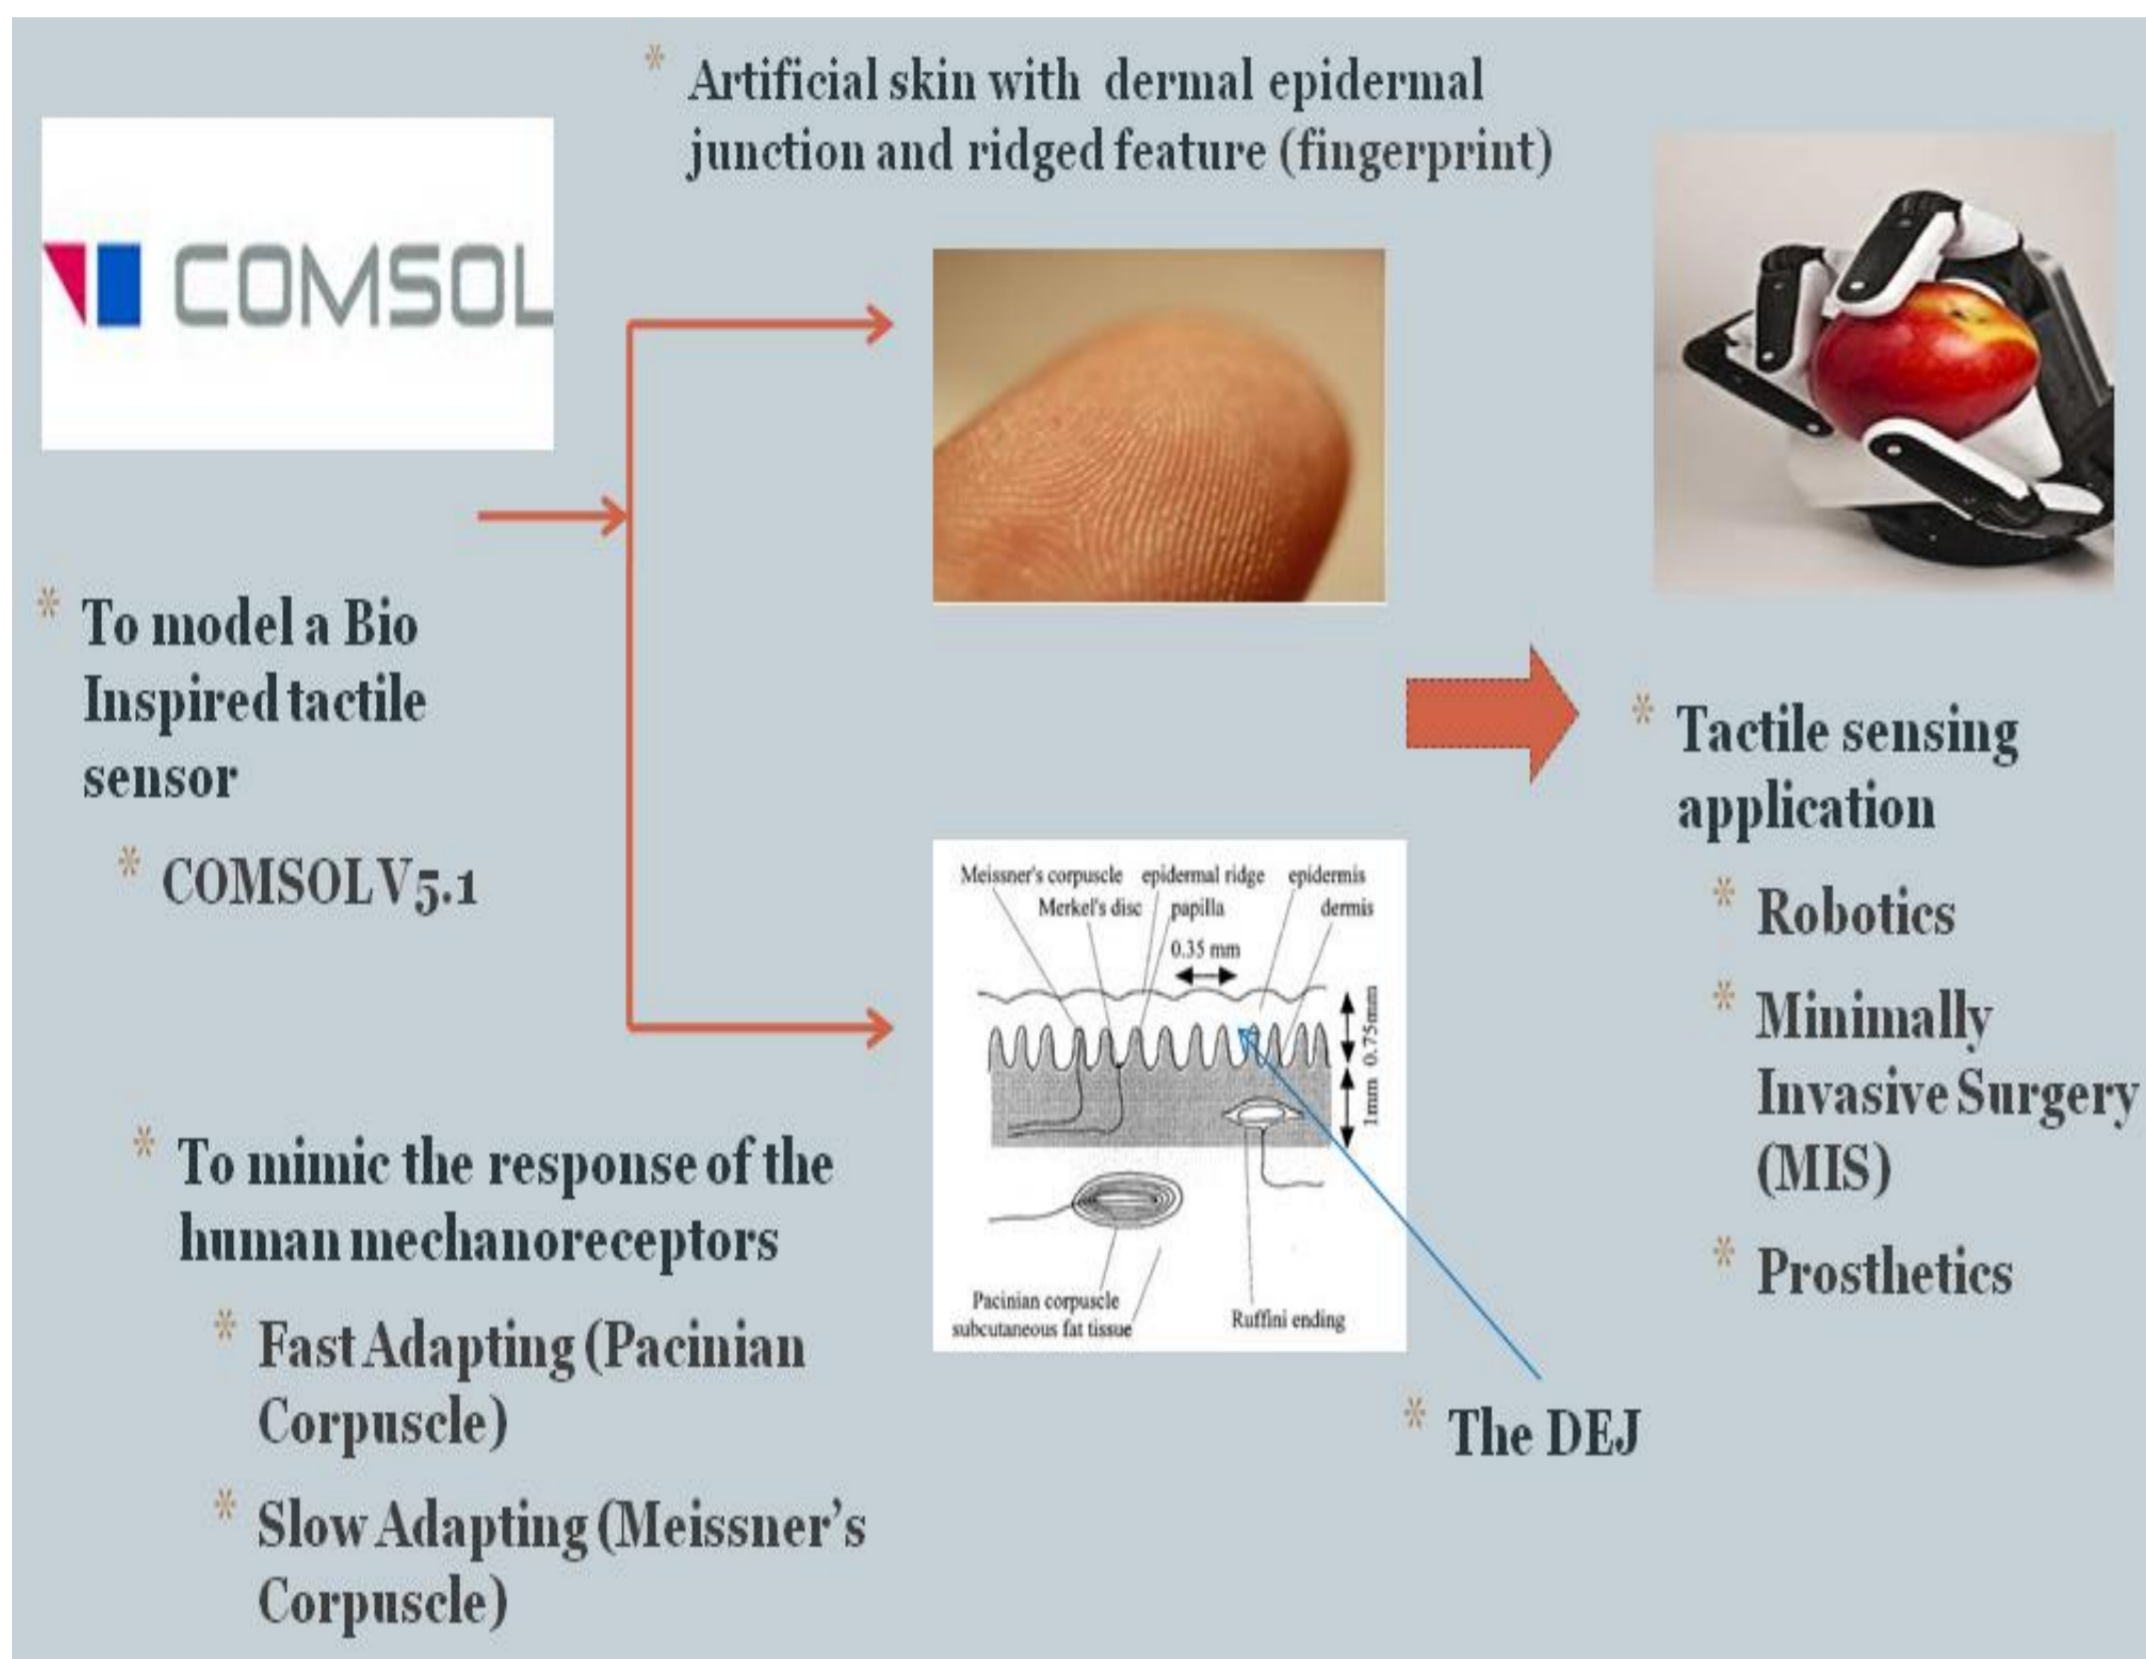 * Artificial skin with dermal epidermal
junction and ridged feature (fingerprint)
COMSOL
* To model a Bio
Inspired tactile
sensor
* COMSOL V5.1
* To mimic the response of the
human mechanoreceptors
* Fast Adapting (Pacinian
Corpuscle)
* Slow Adapting (Meissner's
Corpuscle)
Meissner's corpuscle epidermal ridge epidermis
Merkel's disc papilla dermis
0.35 mm
0.75mm
1mm
Pacinian corpuscle
subcutaneous fat tissue
Ruffini ending
* The DEJ
* Tactile sensing
application
* Robotics
* Minimally
Invasive Surgery
(MIS)
* Prosthetics